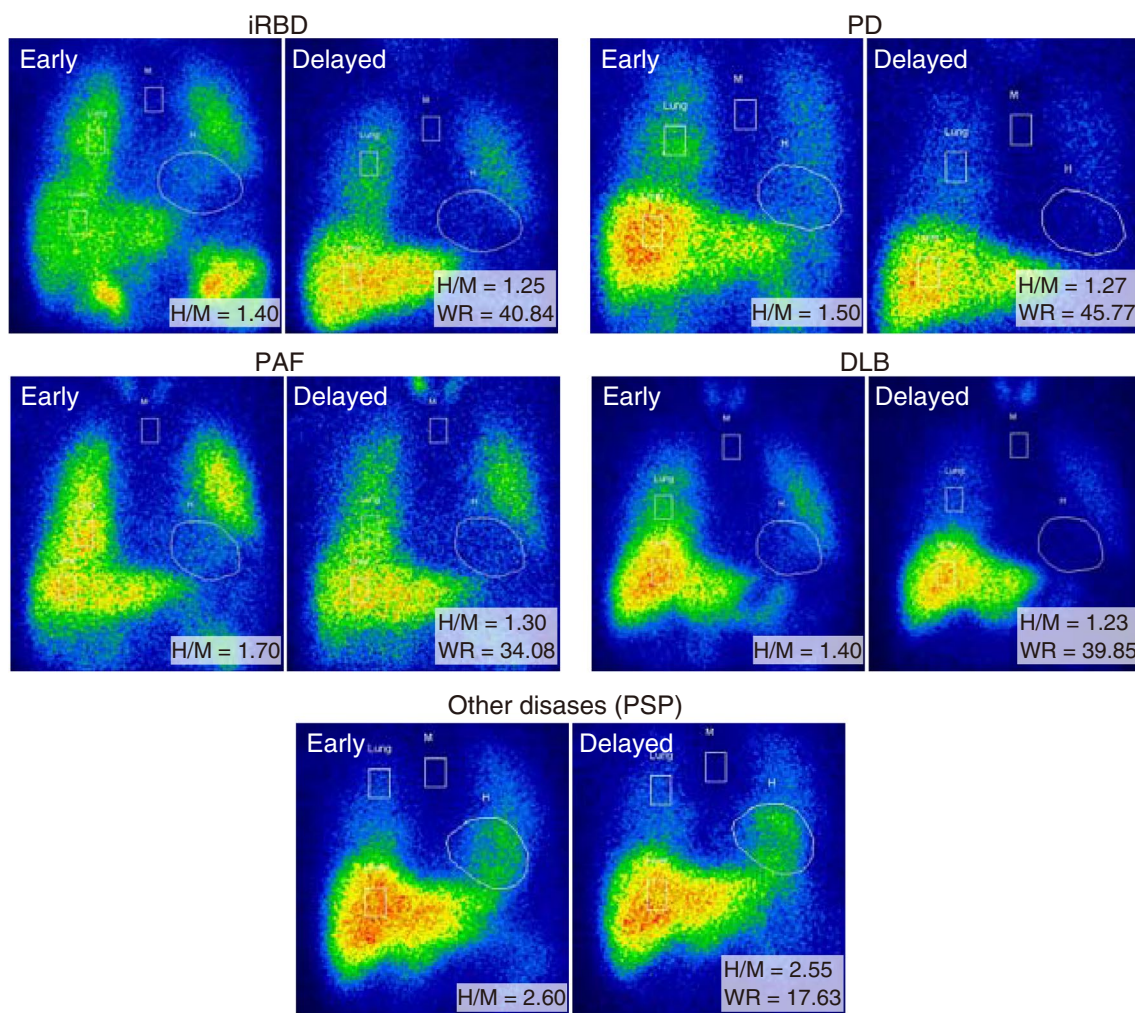 iRBD
Early
M
Lung
H
H/M = 1.40
Delayed
M
Lung
H
H/M = 1.25
WR = 40.84
PD
Early
M
Lung
H
H/M = 1.50
Delayed
M
Lung
H
H/M = 1.27
WR = 45.77
PAF
Early
M
H
H/M = 1.70
Delayed
M
H
H/M = 1.30
WR = 34.08
DLB
Early
M
Lung
H
H/M = 1.40
Delayed
M
Lung
H
H/M = 1.23
WR = 39.85
Other disases (PSP)
Early
Lung
M
H
H/M = 2.60
Delayed
Lung
M
H
H/M = 2.55
WR = 17.63